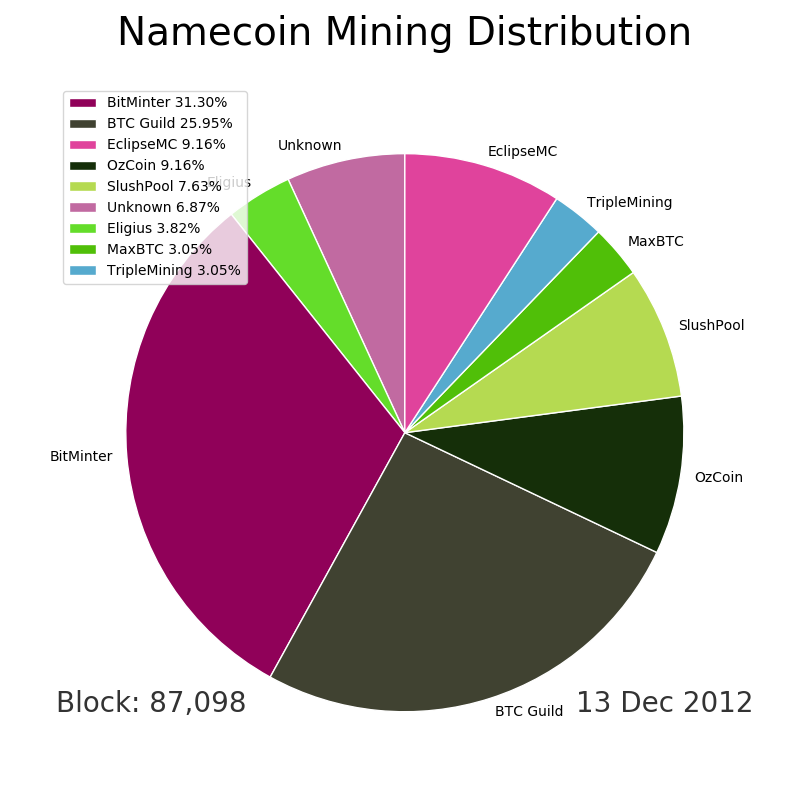 Namecoin Mining Distribution
BitMinter 31.30%
BTC Guild 25.95%
EclipseMC 9.16%
OzCoin 9.16%
SlushPool 7.63%
Unknown 6.87%
Eligius 3.82%
MaxBTC 3.05%
TripleMining 3.05%
Unknown
EclipseMC
Eligius
TripleMining
MaxBTC
SlushPool
BitMinter
OzCoin
BTC Guild
Block: 87,098
13 Dec 2012